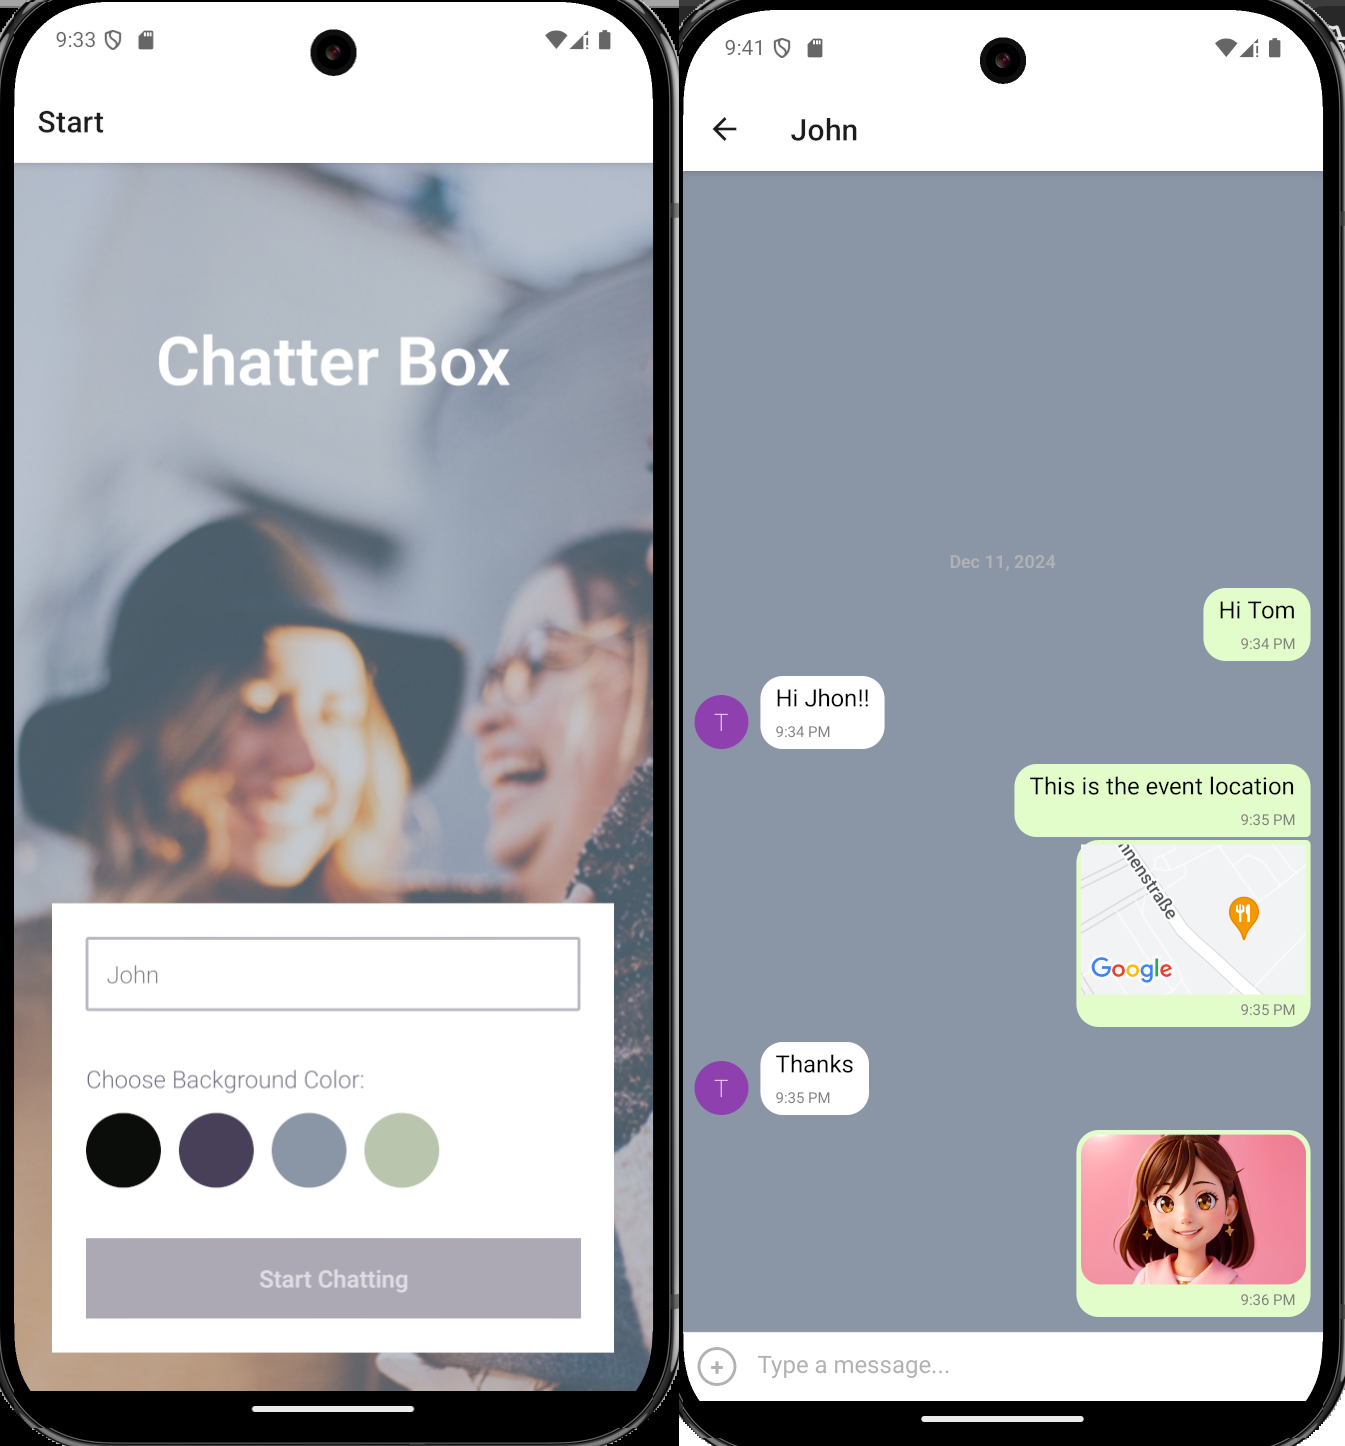 9:33
Start
Chatter Box
John
Choose Background Color:
Start Chatting
9:41
John
Dec 11, 2024
Hi Tom
9:34 PM
T
Hi Jhon!!
9:34 PM
This is the event location
9:35 PM
nnenstraße
Google
9:35 PM
T
Thanks
9:35 PM
9:36 PM
+
Type a message...